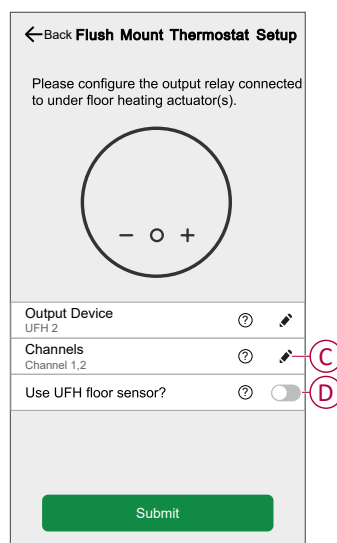 Back Flush Mount Thermostat Setup
Please configure the output relay connected
to under floor heating actuator(s).
Output Device
UFH 2
?
Channels
Channel 1,2
?
C
Use UFH floor sensor?
?
D
Submit